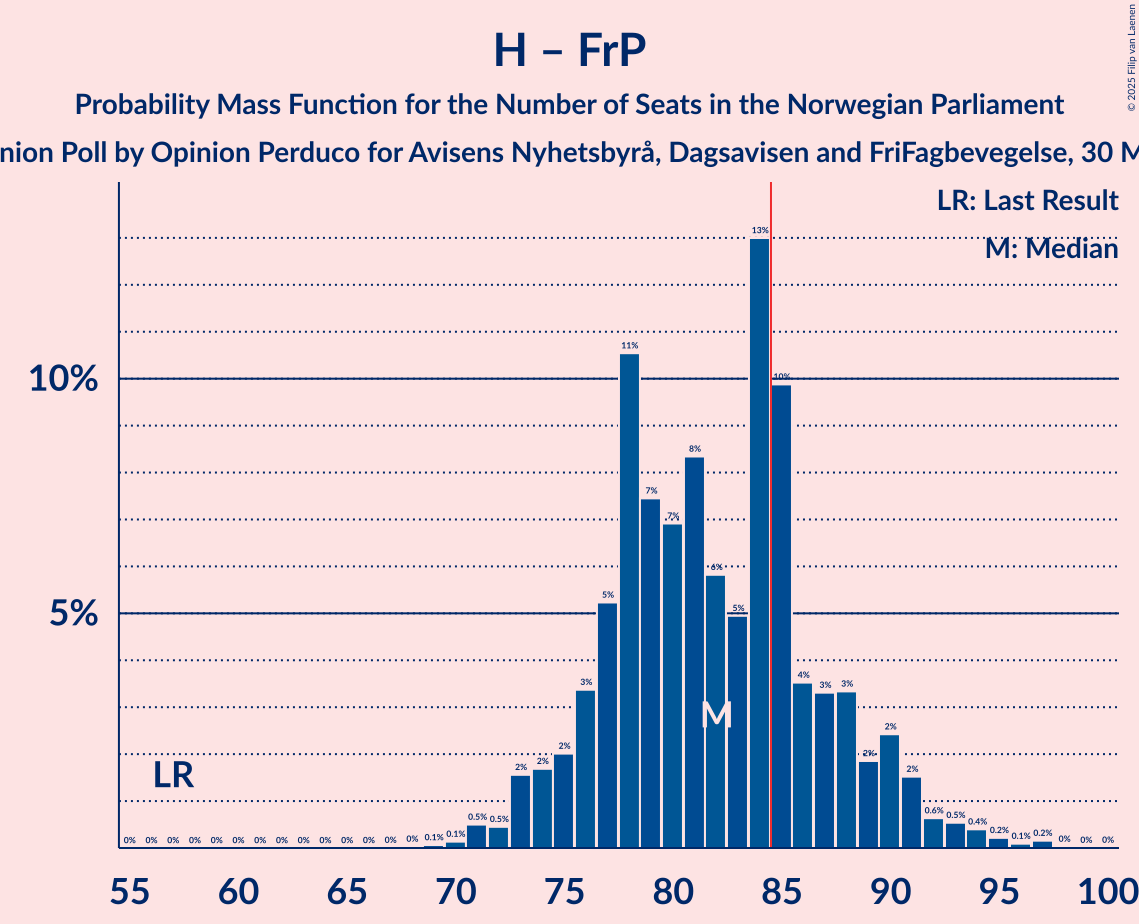 H – FrP
Probability Mass Function for the Number of Seats in the Norwegian Parliament
nion Poll by Opinion Perduco for Avisens Nyhetsbyrå, Dagsavisen and FriFagbevegelse, 30 M
© 2025 Filip van Laenen
LR: Last Result
M: Median
10%
5%
LR
M
0% 0% 0% 0% 0% 0% 0% 0% 0% 0% 0% 0% 0% 0% 0.1% 0.1% 0.5% 0.5% 2% 2% 2% 3% 5% 11% 7% 7% 8% 6% 5% 13% 10% 4% 3% 3% 2% 2% 2% 0.6% 0.5% 0.4% 0.2% 0.1% 0.2% 0% 0% 0%
55 60 65 70 75 80 85 90 95 100